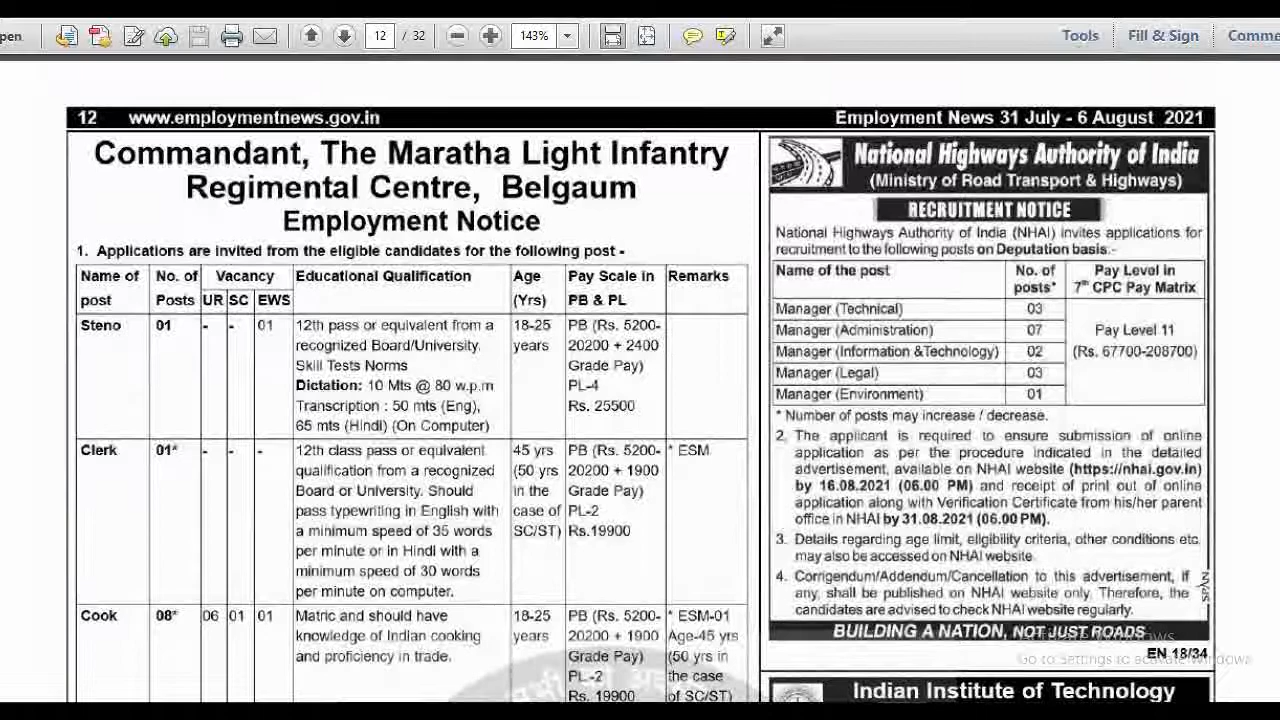 pen
12 / 32
143%
Tools
Fill & Sign
Comme
12 www.employmentnews.gov.in
Employment News 31 July - 6 August 2021
Commandant, The Maratha Light Infantry
Regimental Centre, Belgaum
Employment Notice
1. Applications are invited from the eligible candidates for the following post -
Name of No. of Vacancy Educational Qualification Age Pay Scale in Remarks
post Posts UR SC EWS (Yrs) PB & PL
Steno 01 - - 01 12th pass or equivalent from a 18-25 PB (Rs. 5200-
recognized Board/University. years 20200 + 2400
Skill Tests Norms Grade Pay)
Dictation: 10 Mts @ 80 w.p.m PL-4
Transcription : 50 mts (Eng), Rs. 25500
65 mts (Hindi) (On Computer)
Clerk 01* - - - 12th class pass or equivalent 45 yrs PB (Rs. 5200- * ESM
qualification from a recognized (50 yrs 20200 + 1900
Board or University. Should in the Grade Pay)
pass typewriting in English with case of PL-2
a minimum speed of 35 words SC/ST) Rs.19900
per minute or in Hindi with a
minimum speed of 30 words
per minute on computer.
Cook 08* 06 01 01 Matric and should have 18-25 PB (Rs. 5200- * ESM-01
knowledge of Indian cooking years 20200 + 1900 Age-45 yrs
and proficiency in trade. Grade Pay) (50 yrs in
PL-2 the case
Rs. 19900 of SC/ST)
National Highways Authority of India
(Ministry of Road Transport & Highways)
RECRUITMENT NOTICE
National Highways Authority of India (NHAI) invites applications for
recruitment to the following posts on Deputation basis:-
Name of the post No. of Pay Level in
posts* 7th CPC Pay Matrix
Manager (Technical) 03
Manager (Administration) 07 Pay Level 11
Manager (Information &Technology) 02 (Rs. 67700-208700)
Manager (Legal) 03
Manager (Environment) 01
* Number of posts may increase / decrease.
2. The applicant is required to ensure submission of online
application as per the procedure indicated in the detailed
advertisement, available on NHAI website (https://nhai.gov.in)
by 16.08.2021 (06.00 PM) and receipt of print out of online
application along with Verification Certificate from his/her parent
office in NHAI by 31.08.2021 (06.00 PM).
3. Details regarding age limit, eligibility criteria, other conditions etc.
may also be accessed on NHAI website.
4. Corrigendum/Addendum/Cancellation to this advertisement, if
any, shall be published on NHAI website only. Therefore, the
candidates are advised to check NHAI website regularly.
BUILDING A NATION, NOT JUST ROADS
EN 18/34
Go to Settings to activate Windows
Indian Institute of Technology